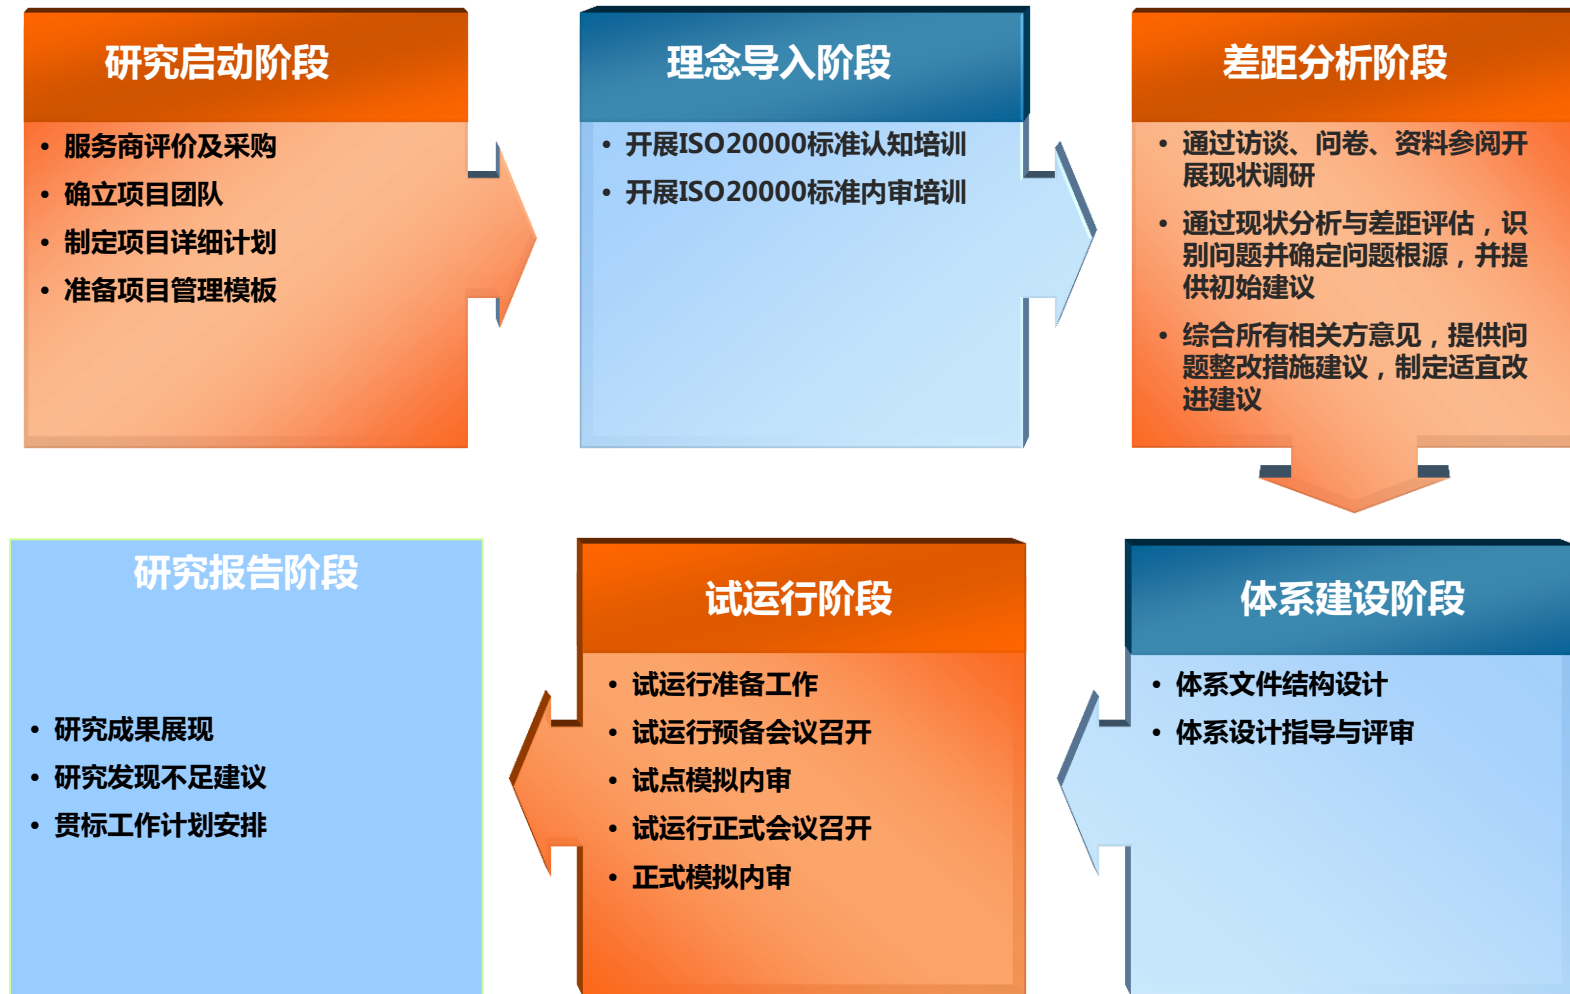 研究启动阶段
• 服务商评价及采购
• 确立项目团队
• 制定项目详细计划
• 准备项目管理模板
理念导入阶段
• 开展ISO20000标准认知培训
• 开展ISO20000标准内审培训
差距分析阶段
• 通过访谈、问卷、资料参阅开
展现状调研
• 通过现状分析与差距评估，识
别问题并确定问题根源，并提
供初始建议
• 综合所有相关方意见，提供问
题整改措施建议，制定适宜改
进建议
体系建设阶段
• 体系文件结构设计
• 体系设计指导与评审
试运行阶段
• 试运行准备工作
• 试运行预备会议召开
• 试点模拟内审
• 试运行正式会议召开
• 正式模拟内审
研究报告阶段
• 研究成果展现
• 研究发现不足建议
• 贯标工作计划安排